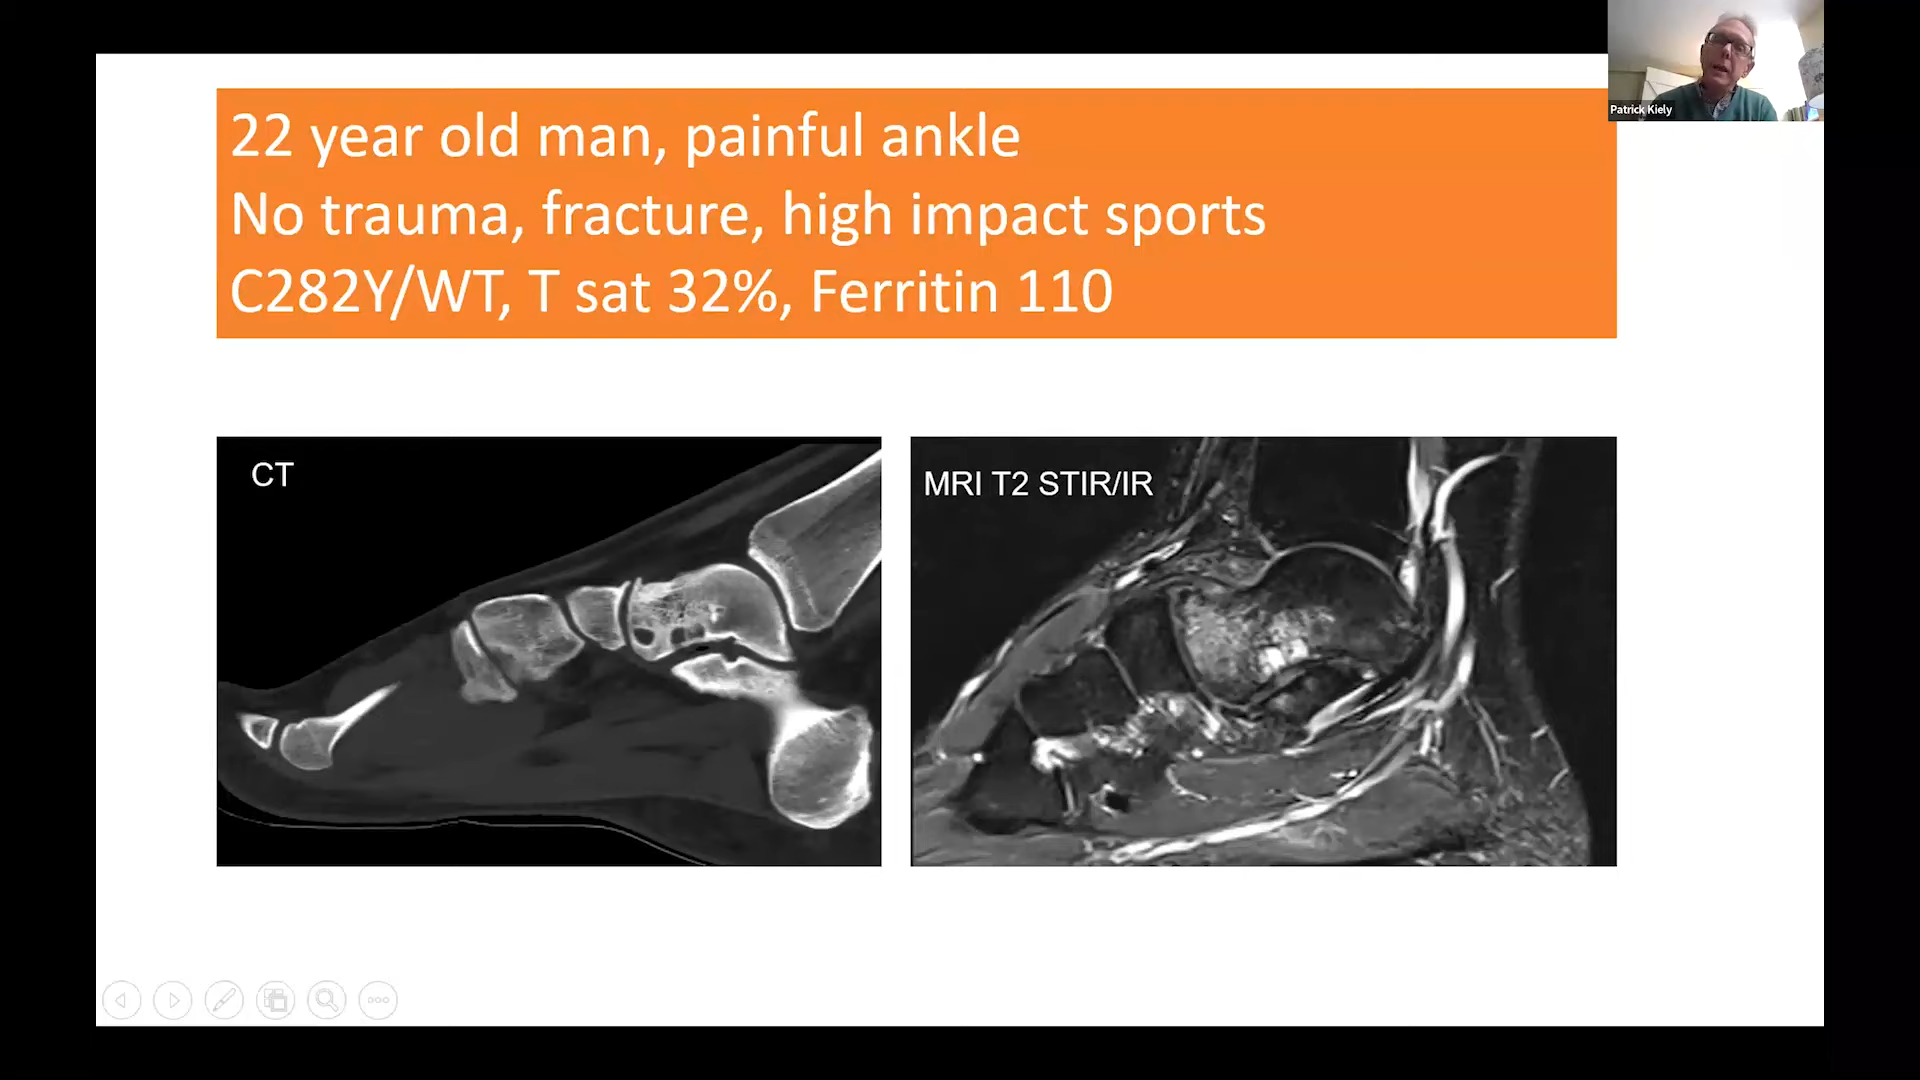 Patrick Kiely
22 year old man, painful ankle
No trauma, fracture, high impact sports
C282Y/WT, T sat 32%, Ferritin 110
CT
MRI T2 STIR/IR